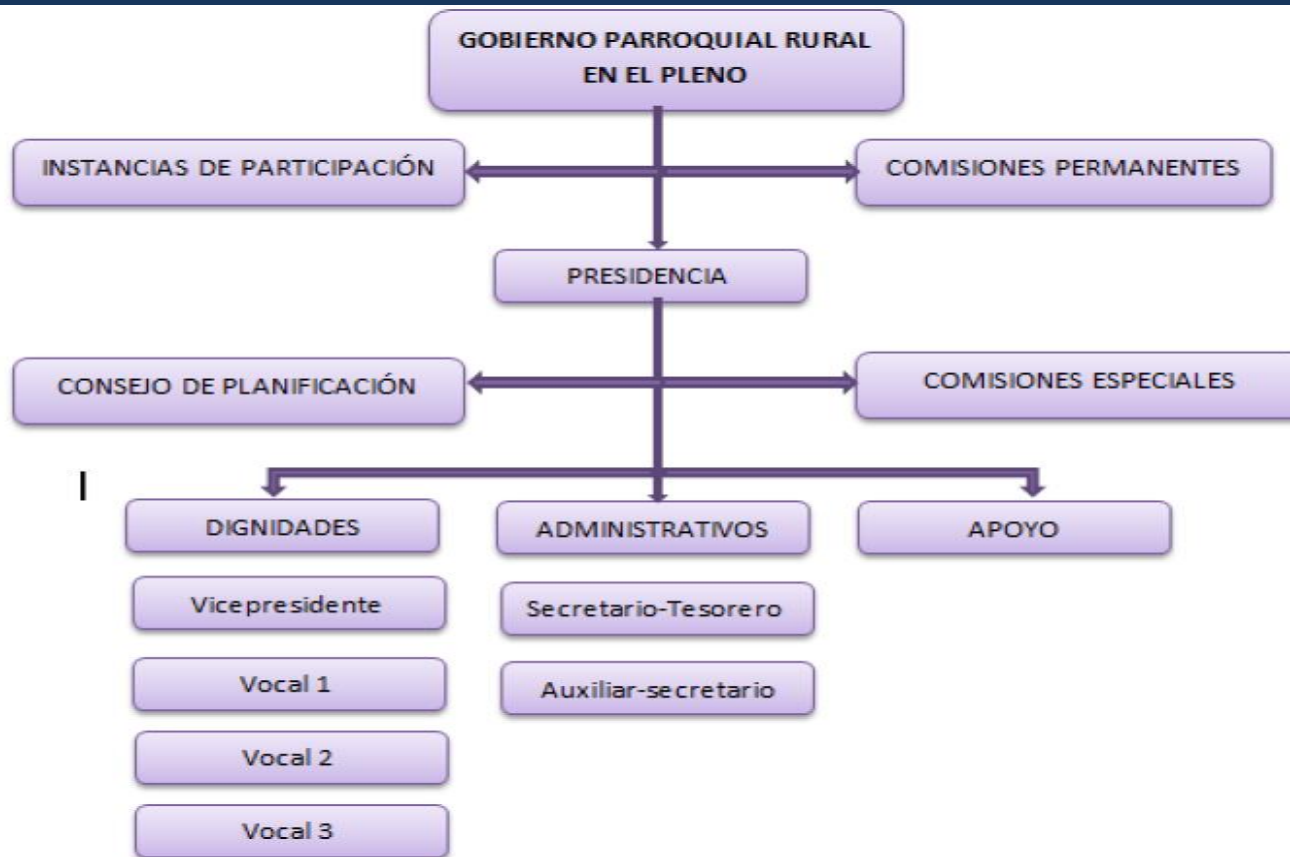 GOBIERNO PARROQUIAL RURAL
EN EL PLENO
INSTANCIAS DE PARTICIPACIÓN
COMISIONES PERMANENTES
PRESIDENCIA
CONSEJO DE PLANIFICACIÓN
COMISIONES ESPECIALES
DIGNIDADES
ADMINISTRATIVOS
APOYO
Vicepresidente
Secretario-Tesorero
Vocal 1
Auxiliar-secretario
Vocal 2
Vocal 3